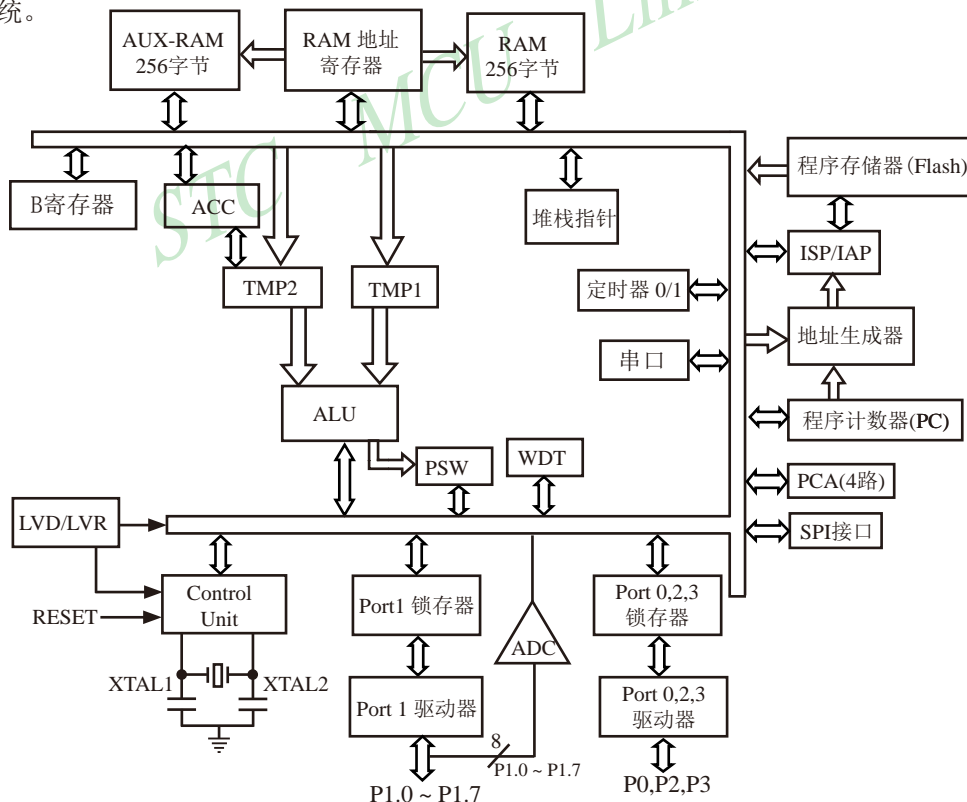 统。
STC MCU Lim
AUX-RAM
256字节
RAM 地址
寄存器
RAM
256字节
B寄存器
ACC
堆栈指针
程序存储器(Flash)
TMP2
TMP1
定时器 0/1
ISP/IAP
串口
地址生成器
ALU
程序计数器(PC)
PSW
WDT
PCA(4路)
LVD/LVR
SPI接口
RESET
Control
Unit
Port1 锁存器
ADC
Port 0,2,3
锁存器
XTAL1
XTAL2
Port 1 驱动器
Port 0,2,3
驱动器
8
P1.0 ~ P1.7
P1.0 ~ P1.7
P0,P2,P3